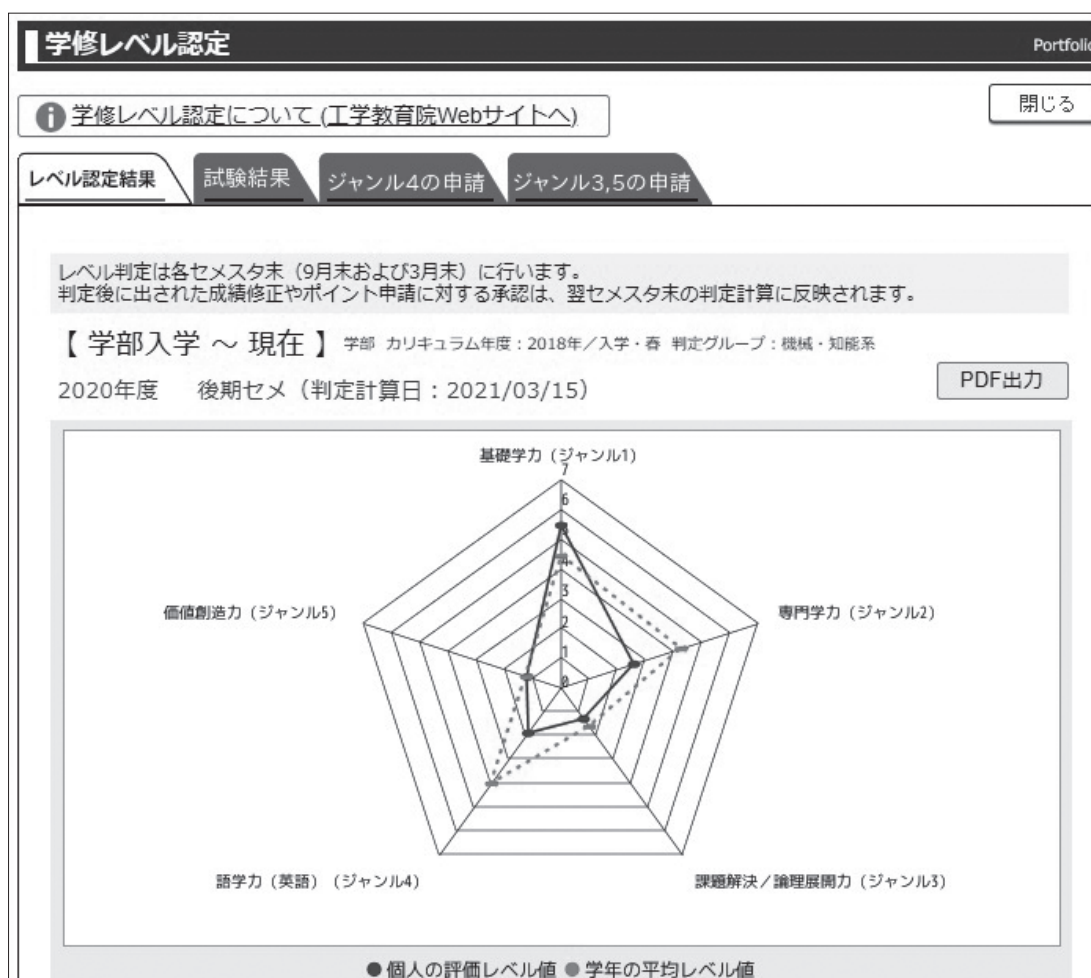 学修レベル認定
Portfolio
学修レベル認定について (工学教育院Webサイトへ)
閉じる
レベル認定結果
試験結果
ジャンル4の申請
ジャンル3,5の申請
レベル判定は各セメスタ末（9月末および3月末）に行います。
判定後に出された成績修正やポイント申請に対する承認は、翌セメスタ末の判定計算に反映されます。
【 学部入学 ～ 現在 】 学部 カリキュラム年度：2018年／入学・春 判定グループ：機械・知能系
2020年度 後期セメ（判定計算日：2021/03/15）
PDF出力
基礎学力（ジャンル1）
7
6
5
4
3
2
1
0
価値創造力（ジャンル5）
専門学力（ジャンル2）
語学力（英語）（ジャンル4）
課題解決／論理展開力（ジャンル3）
●個人の評価レベル値 ●学年の平均レベル値